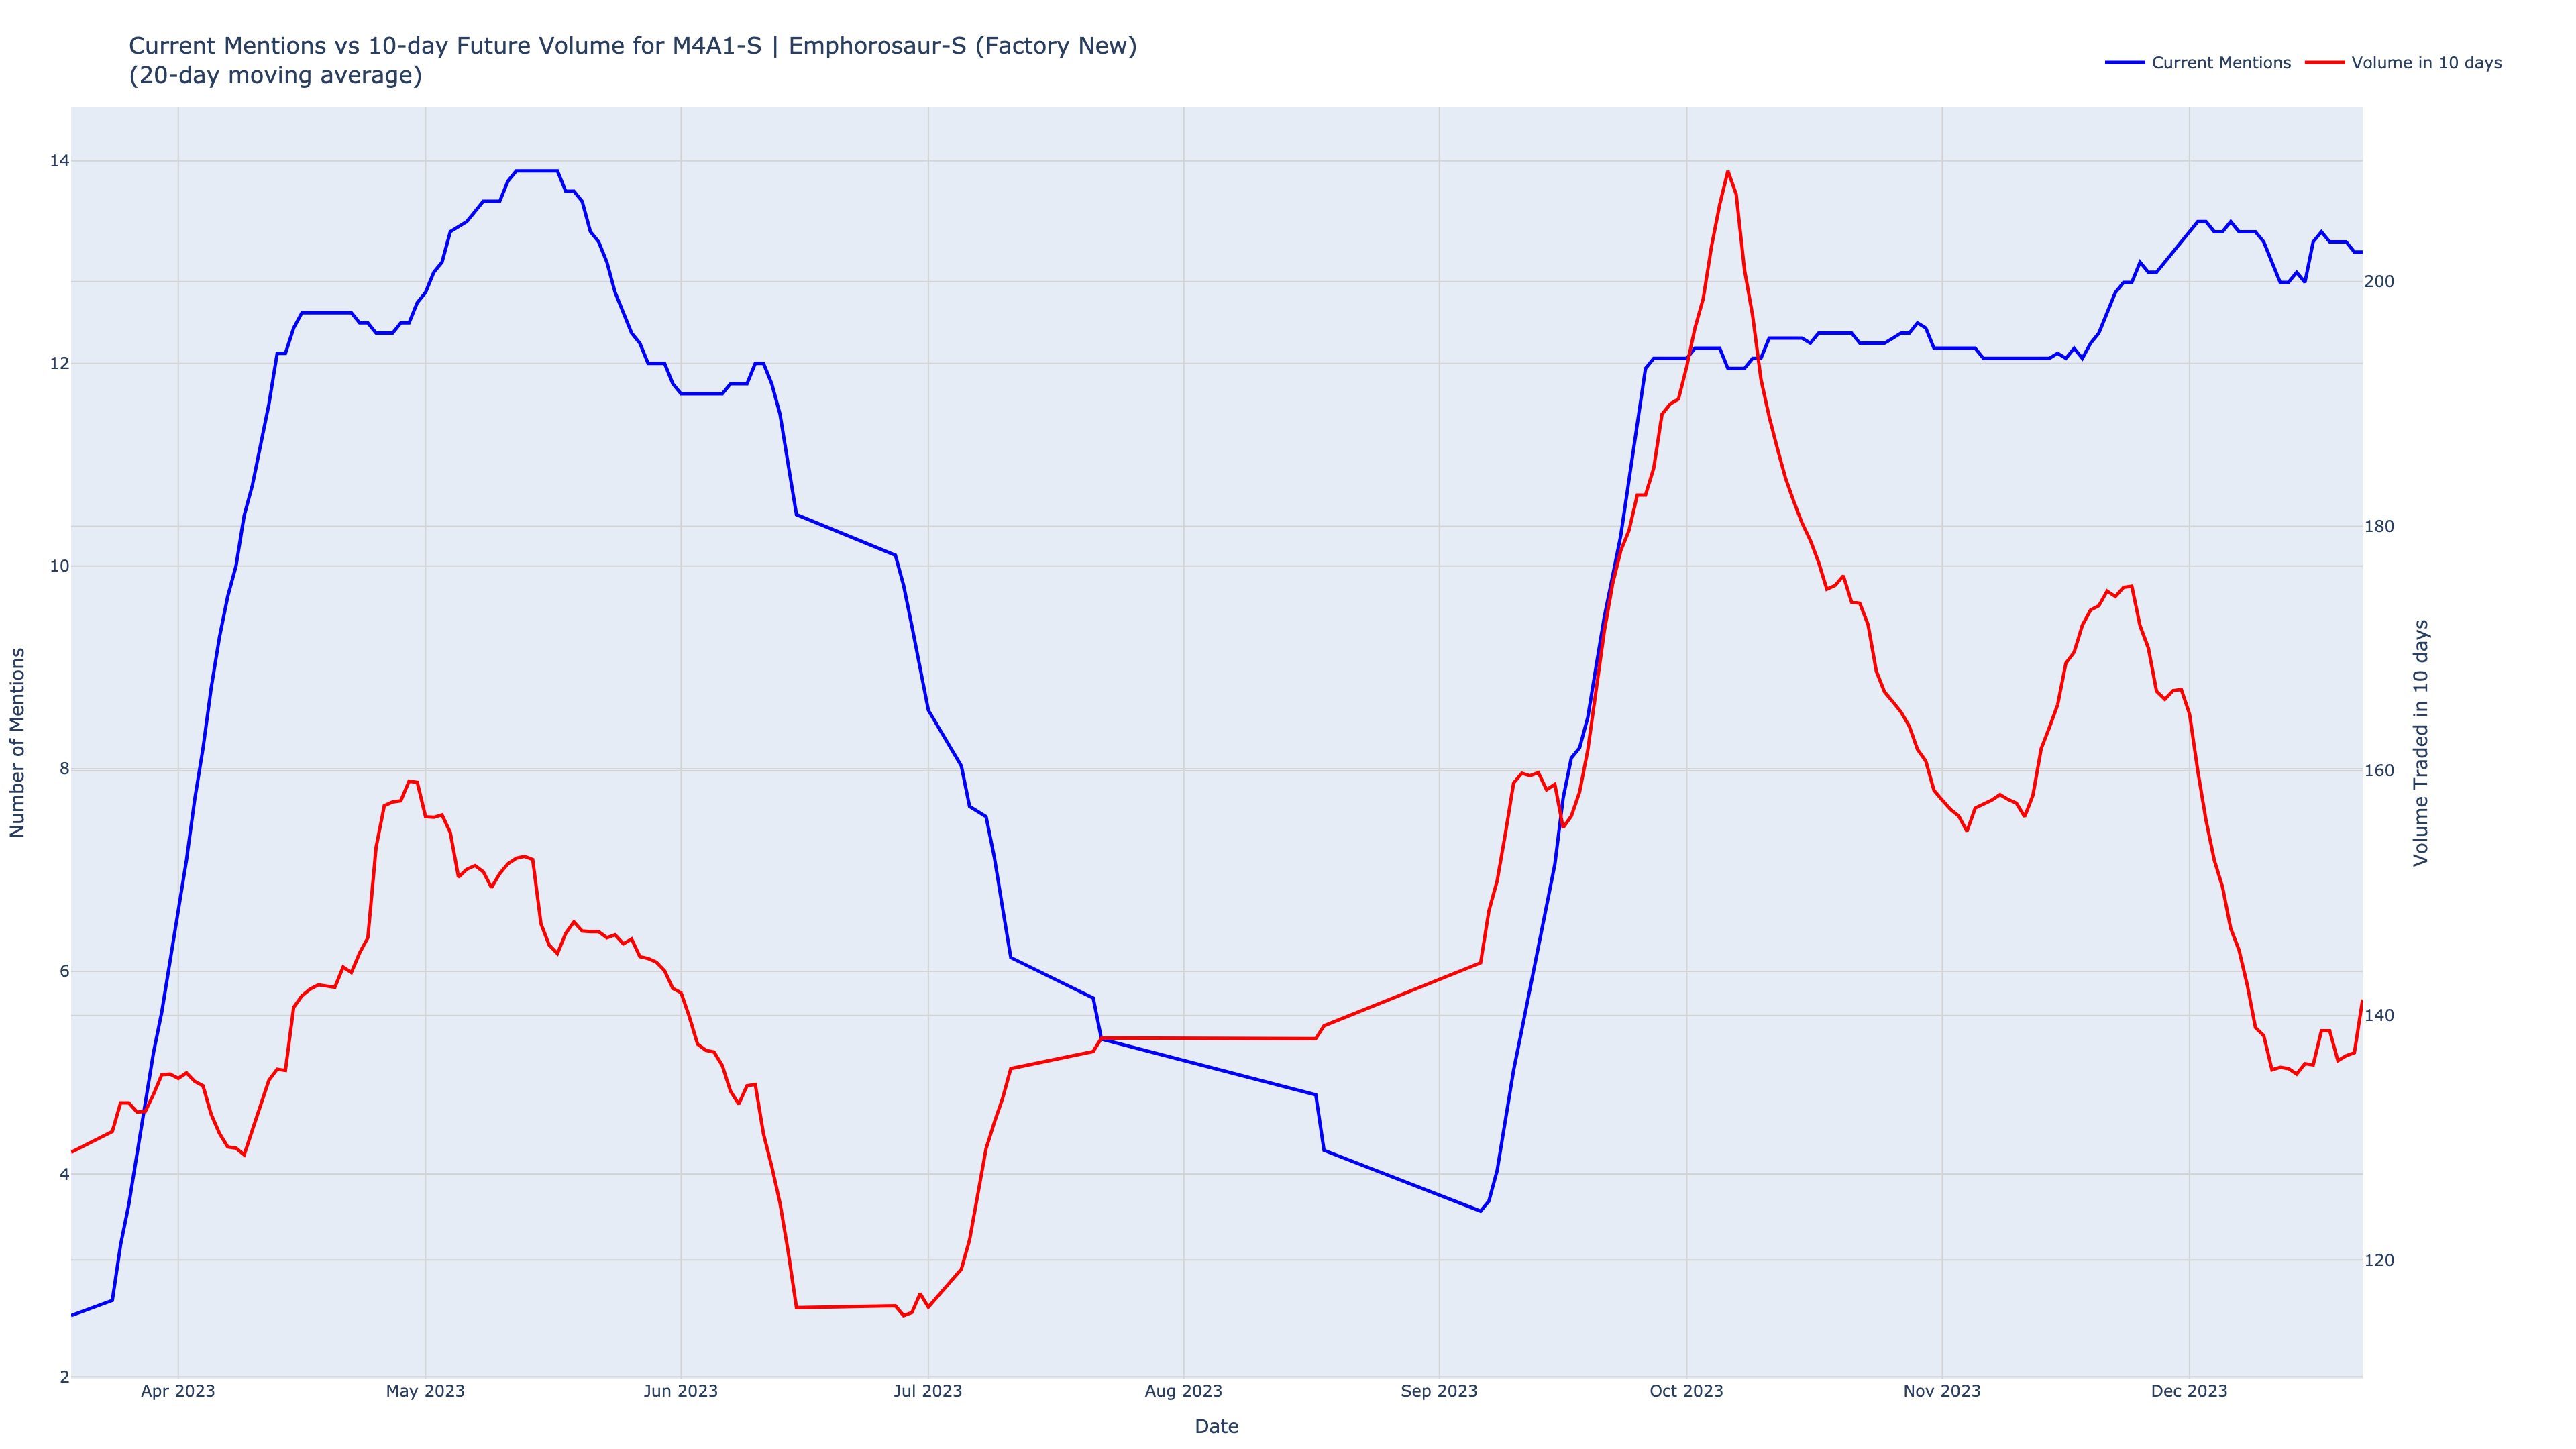 Current Mentions vs 10-day Future Volume for M4A1-S | Emphorosaur-S (Factory New)
(20-day moving average)
Current Mentions
Volume in 10 days
14
12
10
8
6
4
2
Number of Mentions
200
180
160
140
120
Volume Traded in 10 days
Apr 2023
May 2023
Jun 2023
Jul 2023
Aug 2023
Sep 2023
Oct 2023
Nov 2023
Dec 2023
Date